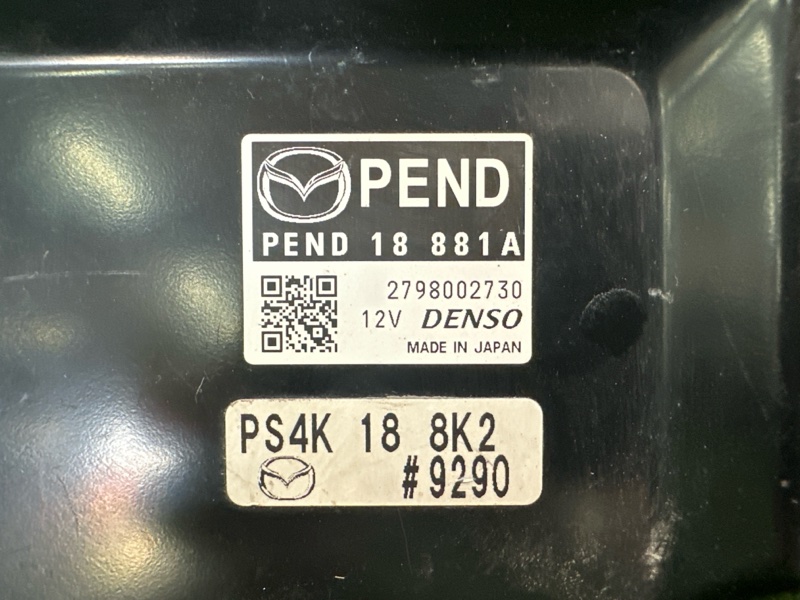 PEND
PEND 18 881A
2798002730
12V DENSO
MADE IN JAPAN
PS4K 18 8K2
#9290